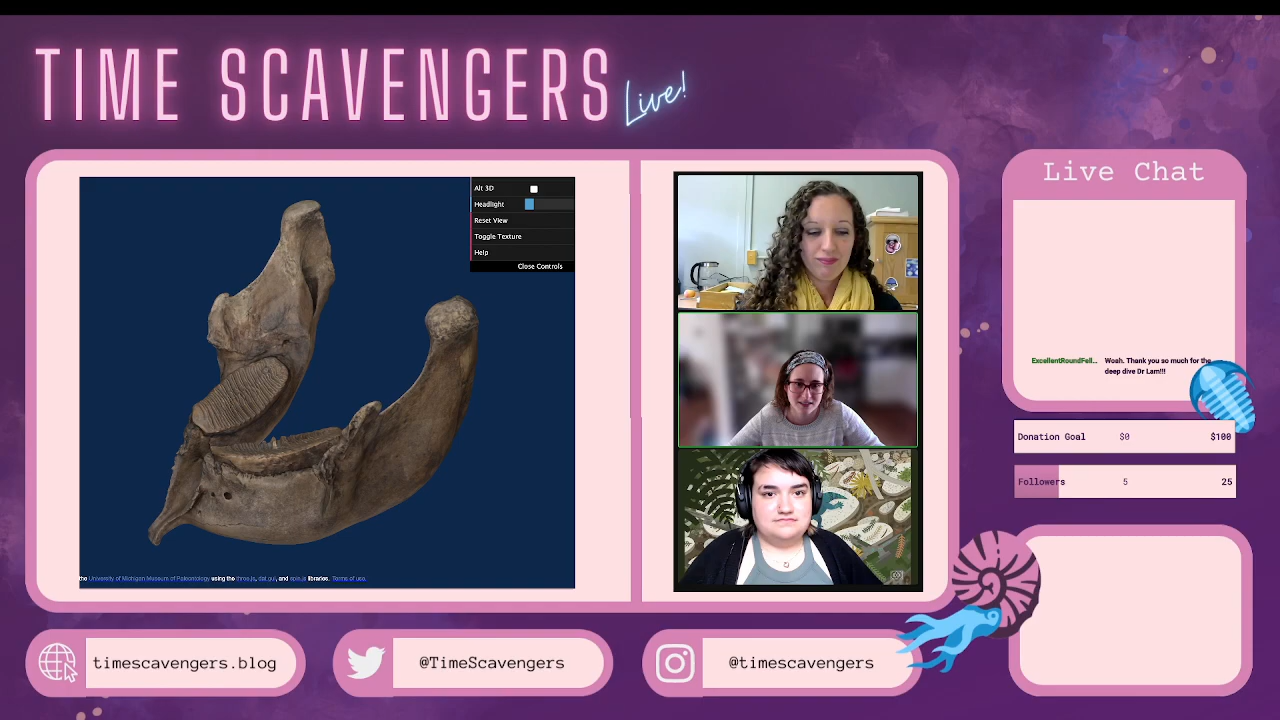 TIME SCAVENGERS
Live!
Alt 3D
Headlight
Reset View
Toggle Texture
Help
Close Controls
the University of Michigan Museum of Paleontology using the three.js, dat.gui, and spin.js libraries. Terms of use.
Live Chat
ExcellentRoundFell... Woah. Thank you so much for the
deep dive Dr Lam!!!
Donation Goal $0 $100
Followers 5 25
timescavengers.blog
@TimeScavengers
@timescavengers